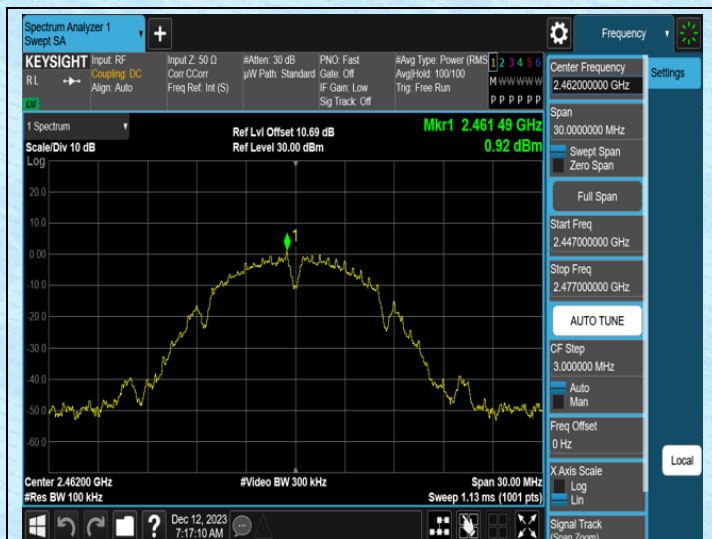 Spectrum Analyzer 1
Swept SA
+
Frequency
KEYSIGHT
RL
LXI
Input: RF
Coupling: DC
Align: Auto
Input Z: 50 Ω
Corr CCorr
Freq Ref: Int (S)
#Atten: 30 dB
µW Path: Standard
PNO: Fast
Gate: Off
IF Gain: Low
Sig Track: Off
#Avg Type: Power (RMS
Avg|Hold: 100/100
Trig: Free Run
1 2 3 4 5 6
M W W W W W
P P P P P P
1 Spectrum
Scale/Div 10 dB
Ref Lvl Offset 10.69 dB
Ref Level 30.00 dBm
Mkr1 2.461 49 GHz
0.92 dBm
Log
20.0
10.0
0.00
-10.0
-20.0
-30.0
-40.0
-50.0
-60.0
1
Center 2.46200 GHz
#Res BW 100 kHz
#Video BW 300 kHz
Span 30.00 MHz
Sweep 1.13 ms (1001 pts)
?
Dec 12, 2023
7:17:10 AM
Center Frequency
2.462000000 GHz
Span
30.0000000 MHz
Swept Span
Zero Span
Full Span
Start Freq
2.447000000 GHz
Stop Freq
2.477000000 GHz
AUTO TUNE
CF Step
3.000000 MHz
Auto
Man
Freq Offset
0 Hz
X Axis Scale
Log
Lin
Signal Track
(Span Zoom)
Settings
Local